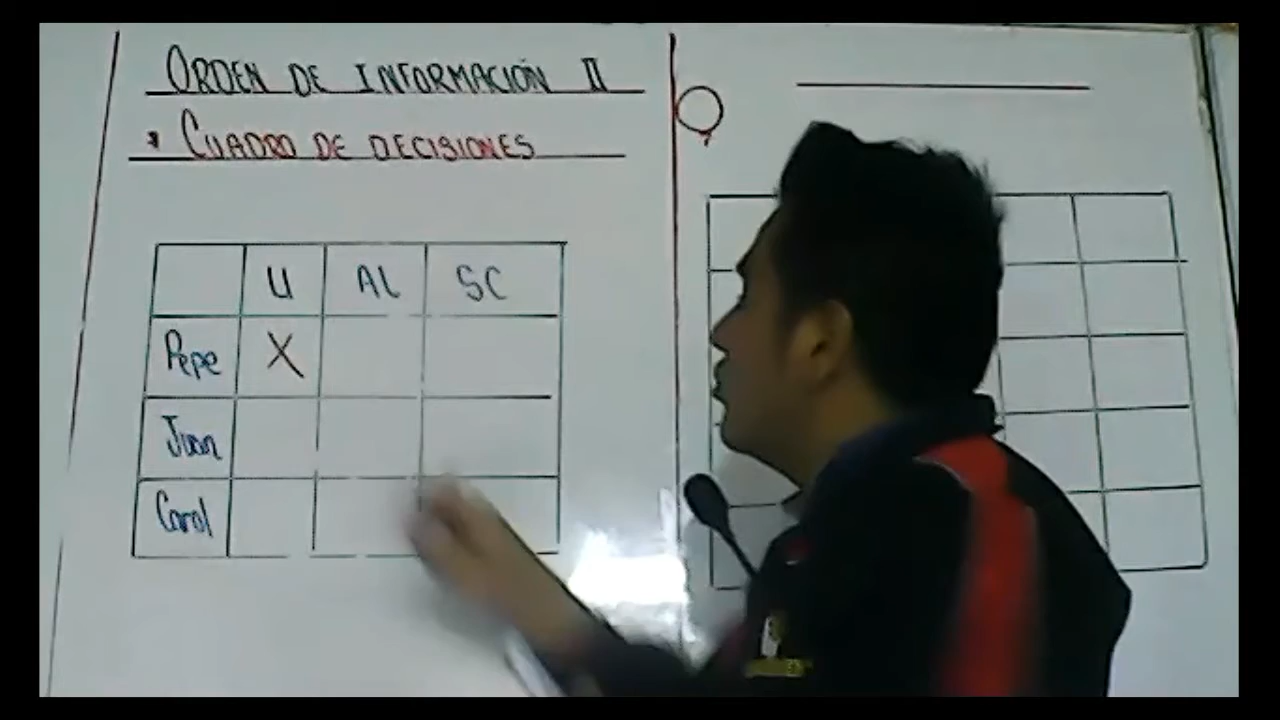 ORDEN DE INFORMACIÓN II
* CUADRO DE DECISIONES
U AL SC
Pepe X
Juan
Carol